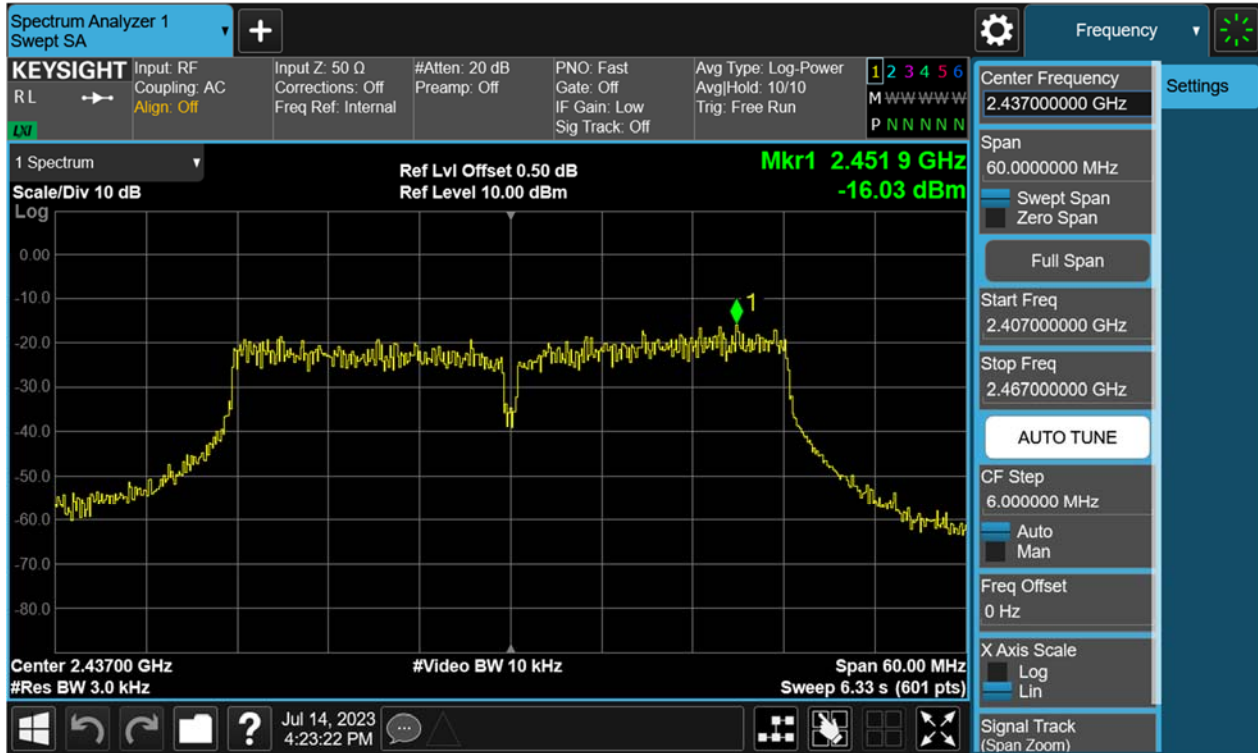 Spectrum Analyzer 1
Swept SA
+
Frequency
KEYSIGHT
R L
LXI
Input: RF
Coupling: AC
Align: Off
Input Z: 50 Ω
Corrections: Off
Freq Ref: Internal
#Atten: 20 dB
Preamp: Off
PNO: Fast
Gate: Off
IF Gain: Low
Sig Track: Off
Avg Type: Log-Power
Avg|Hold: 10/10
Trig: Free Run
1 2 3 4 5 6
M W W W W W
P N N N N N
1 Spectrum
Scale/Div 10 dB
Log
Ref Lvl Offset 0.50 dB
Ref Level 10.00 dBm
Mkr1 2.451 9 GHz
-16.03 dBm
0.00
-10.0
-20.0
-30.0
-40.0
-50.0
-60.0
-70.0
-80.0
1
Center 2.43700 GHz
#Res BW 3.0 kHz
#Video BW 10 kHz
Span 60.00 MHz
Sweep 6.33 s (601 pts)
Center Frequency
2.437000000 GHz
Settings
Span
60.0000000 MHz
Swept Span
Zero Span
Full Span
Start Freq
2.407000000 GHz
Stop Freq
2.467000000 GHz
AUTO TUNE
CF Step
6.000000 MHz
Auto
Man
Freq Offset
0 Hz
X Axis Scale
Log
Lin
Signal Track
(Span Zoom)
?
Jul 14, 2023
4:23:22 PM